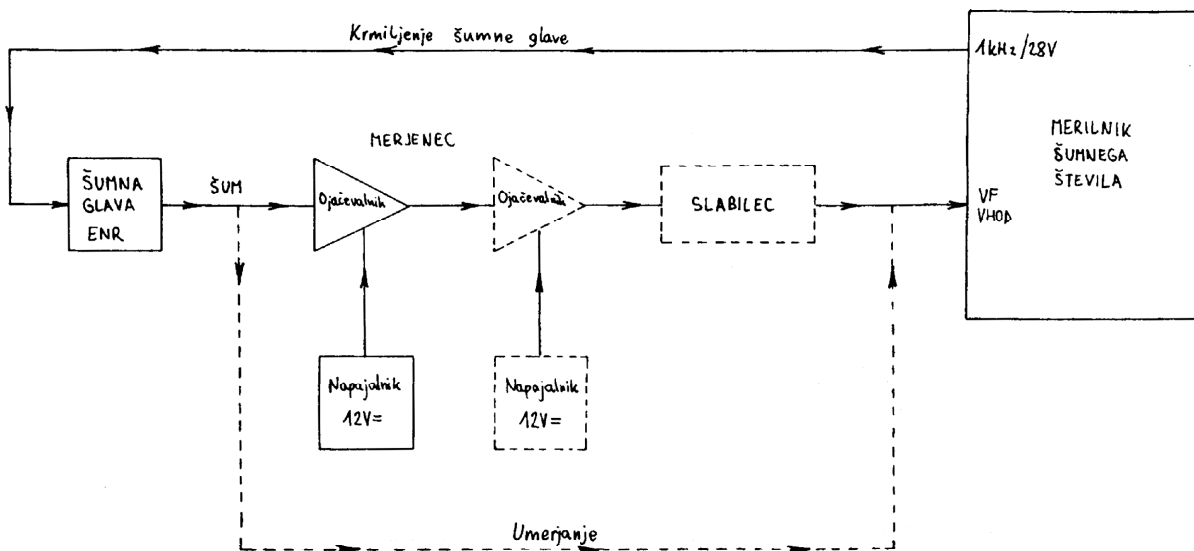 Krmiljenje šumne glave
1kHz/28V
MERILNIK
ŠUMNEGA
ŠTEVILA
MERJENEC
ŠUMNA
GLAVA
ENR
ŠUM
Ojačevalnik
Ojačevalnik
SLABILEC
VF
VHOD
Napajalnik
12V=
Napajalnik
12V=
Umerjanje